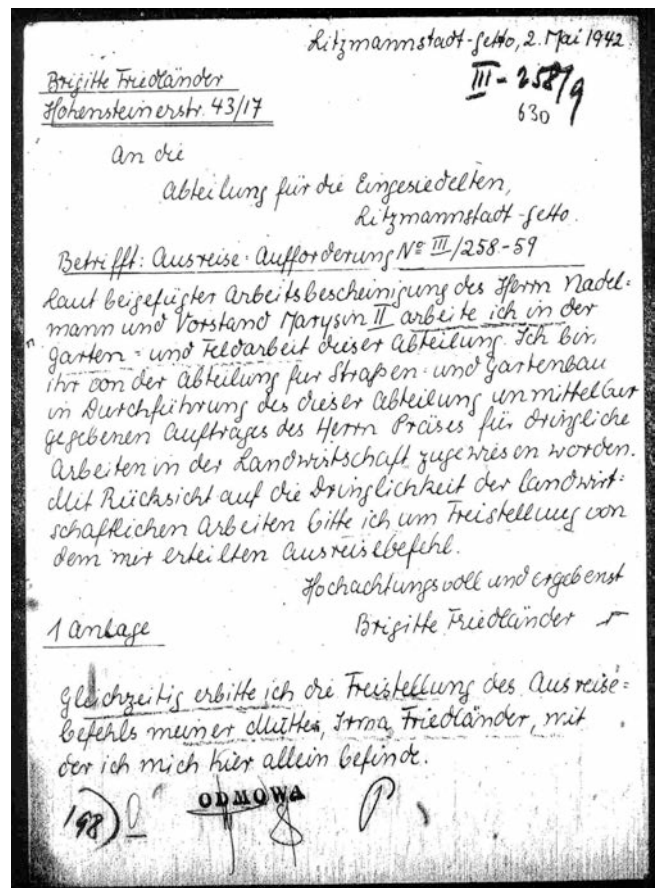 Litzmannstadt-Getto, 2. Mai 1942.
Brigitte Friedländer
Hohensteinerstr. 43/17
III - 258/9
630
An die
Abteilung für die Eingesiedelten,
Litzmannstadt-Getto.
Betrifft: Ausreise-Aufforderung No III/258-59
Laut beigefügter Arbeitsbescheinigung des Herrn Nadel=
mann und Vorstand Marysin II arbeite ich in der
Garten= und Feldarbeit dieser Abteilung. Ich bin
ihr von der Abteilung für Straßen- und Gartenbau
in Durchführung des dieser Abteilung unmittelbar
gegebenen Auftrages des Herrn Präses für dringliche
Arbeiten in der Landwirtschaft zugewiesen worden.
Mit Rücksicht auf die Dringlichkeit der landwirt=
schaftlichen Arbeiten bitte ich um Freistellung von
dem mir erteilten Ausreisebefehl.
Hochachtungsvoll und ergebenst
Brigitte Friedländer
1 Anlage
Gleichzeitig erbitte ich die Freistellung des Ausreise=
befehls meiner Mutter, Irma Friedländer, mit
der ich mich hier allein befinde.
ODMOWA
198)